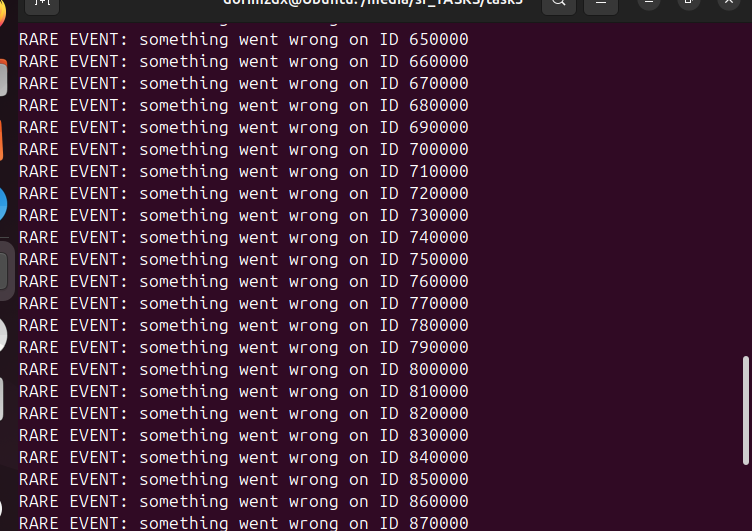 RARE EVENT: something went wrong on ID 650000
RARE EVENT: something went wrong on ID 660000
RARE EVENT: something went wrong on ID 670000
RARE EVENT: something went wrong on ID 680000
RARE EVENT: something went wrong on ID 690000
RARE EVENT: something went wrong on ID 700000
RARE EVENT: something went wrong on ID 710000
RARE EVENT: something went wrong on ID 720000
RARE EVENT: something went wrong on ID 730000
RARE EVENT: something went wrong on ID 740000
RARE EVENT: something went wrong on ID 750000
RARE EVENT: something went wrong on ID 760000
RARE EVENT: something went wrong on ID 770000
RARE EVENT: something went wrong on ID 780000
RARE EVENT: something went wrong on ID 790000
RARE EVENT: something went wrong on ID 800000
RARE EVENT: something went wrong on ID 810000
RARE EVENT: something went wrong on ID 820000
RARE EVENT: something went wrong on ID 830000
RARE EVENT: something went wrong on ID 840000
RARE EVENT: something went wrong on ID 850000
RARE EVENT: something went wrong on ID 860000
RARE EVENT: something went wrong on ID 870000